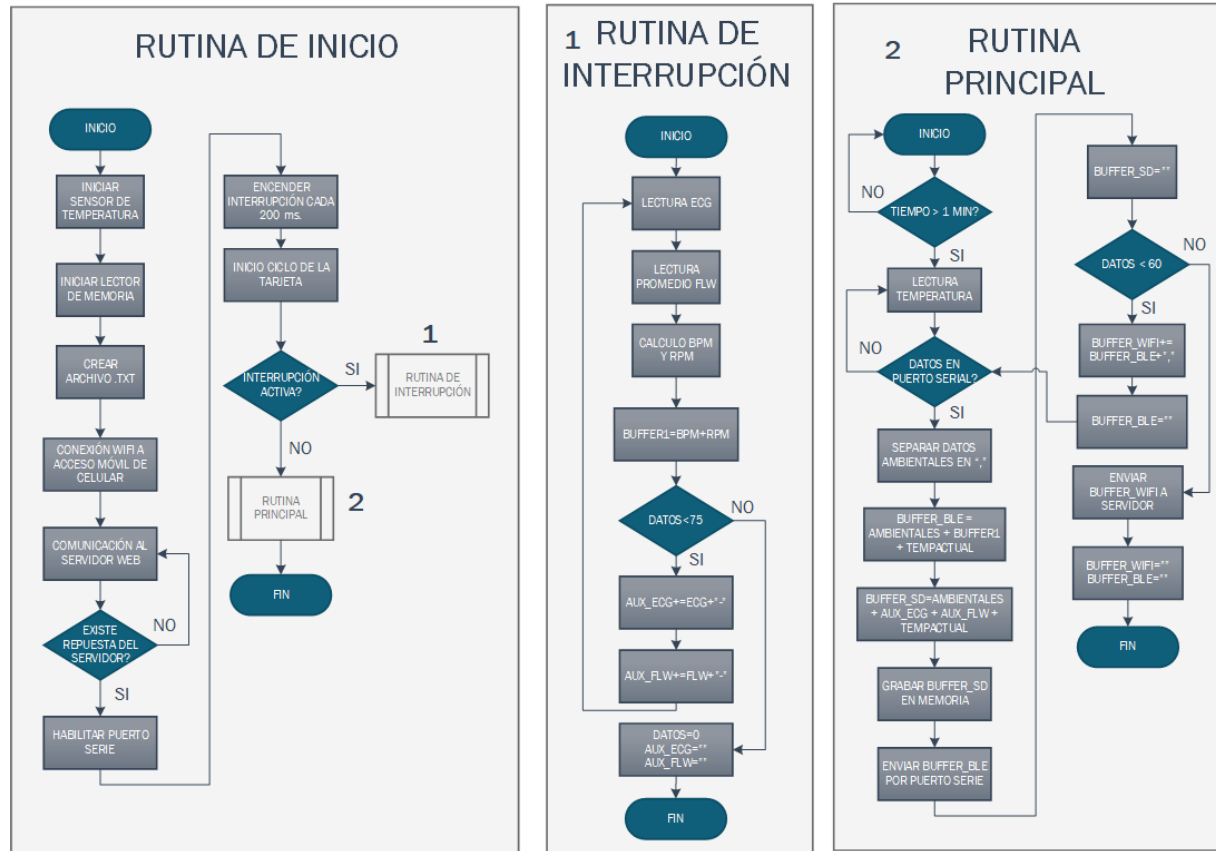 RUTINA DE INICIO
INICIO
INICIAR
SENSOR DE
TEMPERATURA
INICIAR LECTOR
DE MEMORIA
CREAR
ARCHIVO .TXT
CONEXIÓN WIFI A
ACCESO MÓVIL DE
CELULAR
COMUNICACIÓN AL
SERVIDOR WEB
EXISTE
REPUESTA DEL
SERVIDOR?
NO
SI
HABILITAR PUERTO
SERIE
ENCENDER
INTERRUPCIÓN CADA
200 ms.
INICIO CICLO DE LA
TARJETA
INTERRUPCIÓN
ACTIVA?
SI
1
RUTINA DE
INTERRUPCIÓN
NO
RUTINA
PRINCIPAL
2
FIN
1 RUTINA DE
INTERRUPCIÓN
INICIO
LECTURA ECG
LECTURA
PROMEDIO FLW
CALCULO BPM
Y RPM
BUFFER1=BPM+RPM
DATOS<75
NO
SI
AUX_ECG+=ECG+"-"
AUX_FLW+=FLW+"-"
DATOS=0
AUX_ECG=""
AUX_FLW=""
FIN
2 RUTINA
PRINCIPAL
INICIO
NO
TIEMPO > 1 MIN?
SI
LECTURA
TEMPERATURA
NO
DATOS EN
PUERTO SERIAL?
SI
SEPARAR DATOS
AMBIENTALES EN ","
BUFFER_BLE =
AMBIENTALES + BUFFER1
+ TEMPACTUAL
BUFFER_SD=AMBIENTALES
+ AUX_ECG + AUX_FLW +
TEMPACTUAL
GRABAR BUFFER_SD
EN MEMORIA
ENVIAR BUFFER_BLE
POR PUERTO SERIE
BUFFER_SD=""
DATOS < 60
NO
SI
BUFFER_WIFI+=
BUFFER_BLE+","
BUFFER_BLE=""
ENVIAR
BUFFER_WIFI A
SERVIDOR
BUFFER_WIFI=""
BUFFER_BLE=""
FIN